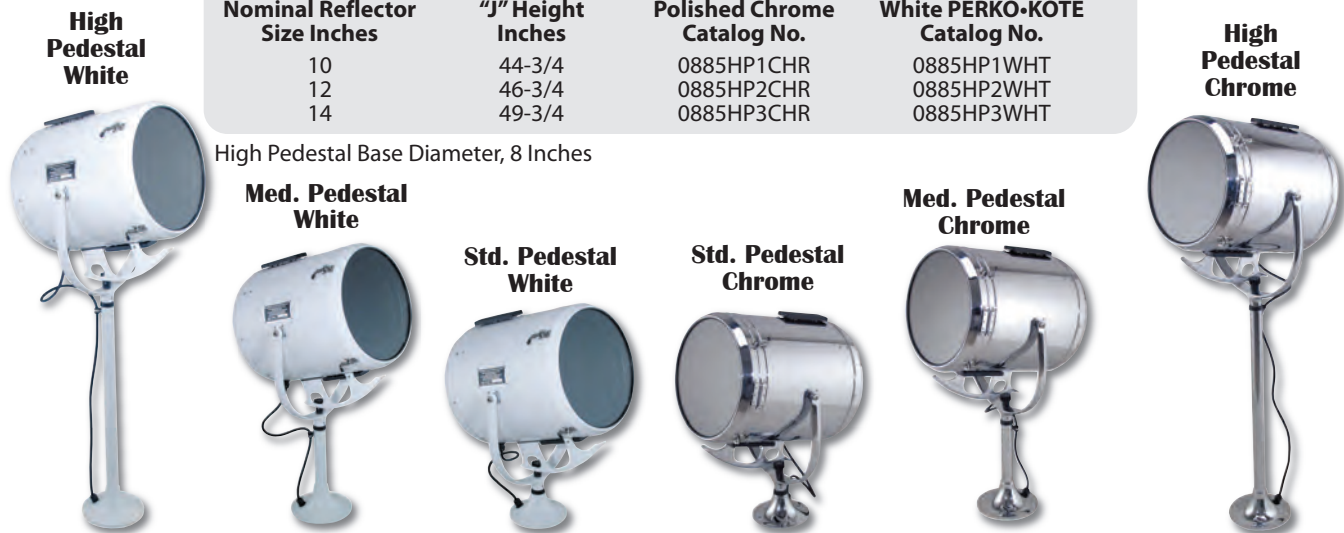 High
Pedestal
White
Nominal Reflector "J" Height Polished Chrome White PERKO•KOTE
Size Inches Inches Catalog No. Catalog No.
10 44-3/4 0885HP1CHR 0885HP1WHT
12 46-3/4 0885HP2CHR 0885HP2WHT
14 49-3/4 0885HP3CHR 0885HP3WHT
High Pedestal Base Diameter, 8 Inches
High
Pedestal
Chrome
Med. Pedestal
White
Std. Pedestal
White
Std. Pedestal
Chrome
Med. Pedestal
Chrome